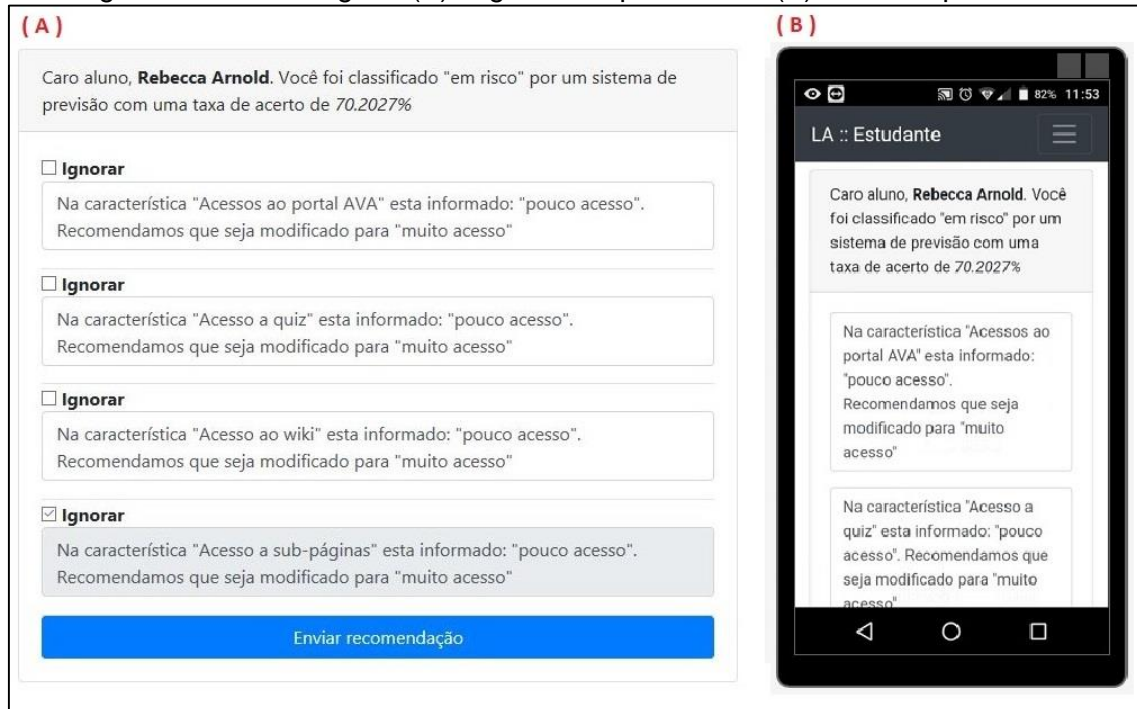 ( A )
Caro aluno, Rebecca Arnold. Você foi classificado "em risco" por um sistema de
previsão com uma taxa de acerto de 70.2027%
Ignorar
Na característica "Acessos ao portal AVA" esta informado: "pouco acesso".
Recomendamos que seja modificado para "muito acesso"
Ignorar
Na característica "Acesso a quiz" esta informado: "pouco acesso".
Recomendamos que seja modificado para "muito acesso"
Ignorar
Na característica "Acesso ao wiki" esta informado: "pouco acesso".
Recomendamos que seja modificado para "muito acesso"
Ignorar
Na característica "Acesso a sub-páginas" esta informado: "pouco acesso".
Recomendamos que seja modificado para "muito acesso"
Enviar recomendação
( B )
82% 11:53
LA :: Estudante
Caro aluno, Rebecca Arnold. Você
foi classificado "em risco" por um
sistema de previsão com uma
taxa de acerto de 70.2027%
Na característica "Acessos ao
portal AVA" esta informado:
"pouco acesso".
Recomendamos que seja
modificado para "muito
acesso"
Na característica "Acesso a
quiz" esta informado: "pouco
acesso". Recomendamos que
seja modificado para "muito
acesso"